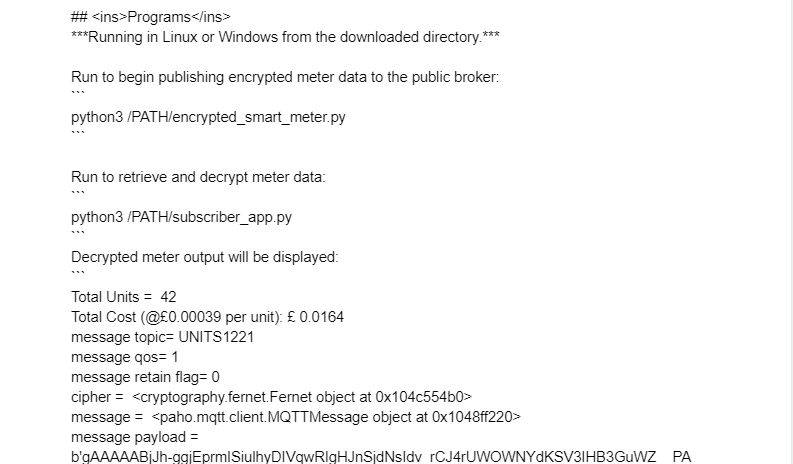 ## <ins>Programs</ins>
***Running in Linux or Windows from the downloaded directory.***
Run to begin publishing encrypted meter data to the public broker:
```
python3 /PATH/encrypted_smart_meter.py
```
Run to retrieve and decrypt meter data:
```
python3 /PATH/subscriber_app.py
```
Decrypted meter output will be displayed:
```
Total Units =  42
Total Cost (@£0.00039 per unit): £ 0.0164
message topic= UNITS1221
message qos= 1
message retain flag= 0
cipher =  <cryptography.fernet.Fernet object at 0x104c554b0>
message =  <paho.mqtt.client.MQTTMessage object at 0x1048ff220>
message payload =